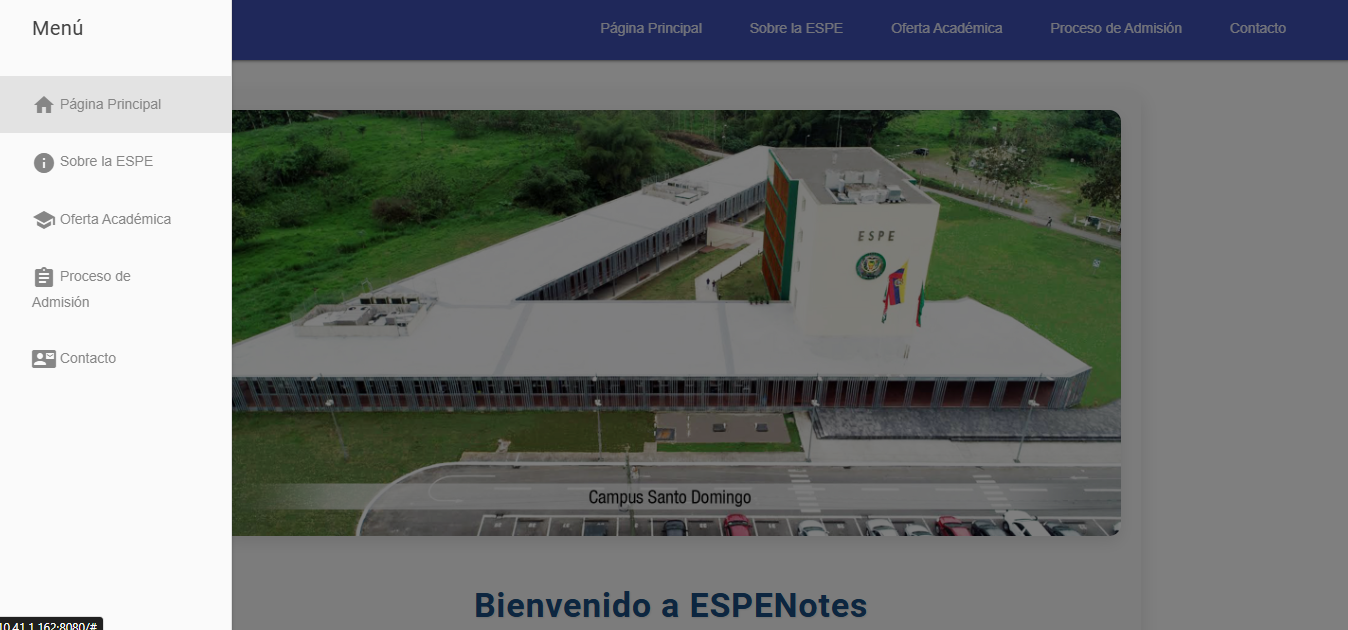 Menú
Página Principal
Sobre la ESPE
Oferta Académica
Proceso de Admisión
Contacto
Página Principal
Sobre la ESPE
Oferta Académica
Proceso de
Admisión
Contacto
ESPE
Campus Santo Domingo
Bienvenido a ESPENotes
10.41.1.162:8080/#